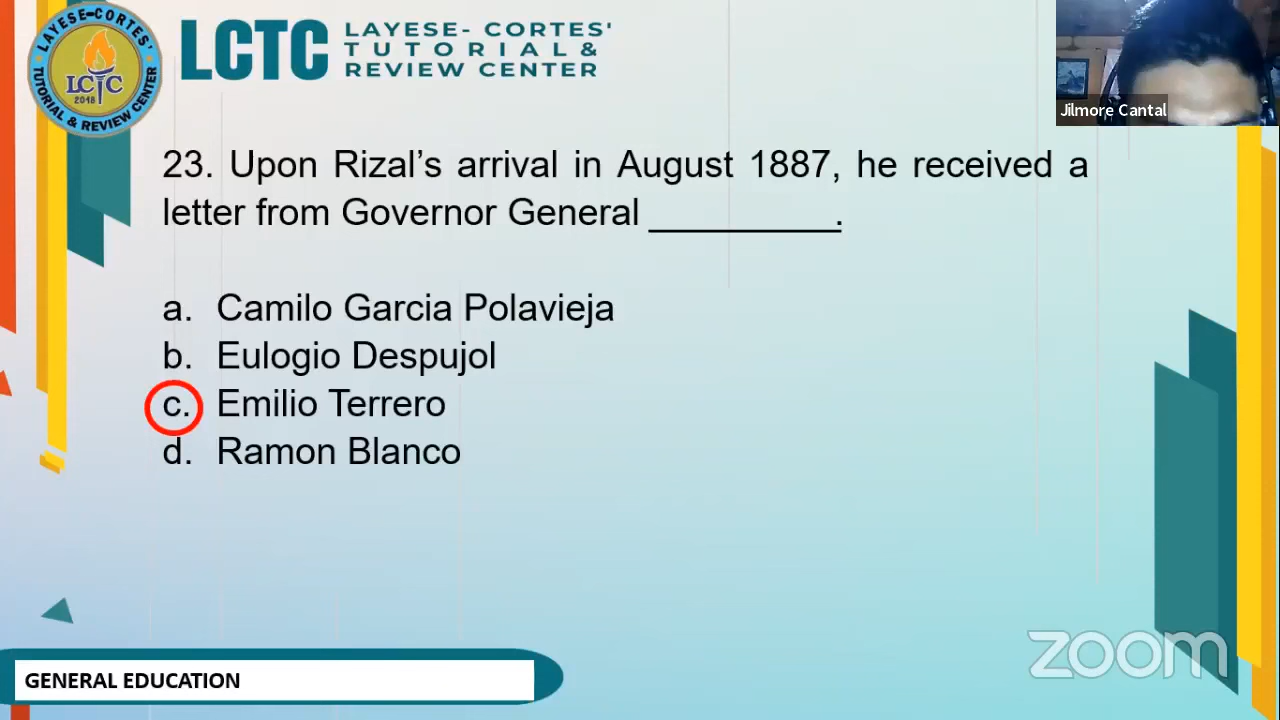 LAYESE-CORTES'
LCTC
2018
TUTORIAL & REVIEW CENTER
LCTC
LAYESE- CORTES'
TUTORIAL &
REVIEW CENTER
Jilmore Cantal
23. Upon Rizal's arrival in August 1887, he received a
letter from Governor General __________.
a. Camilo Garcia Polavieja
b. Eulogio Despujol
c. Emilio Terrero
d. Ramon Blanco
zoom
GENERAL EDUCATION